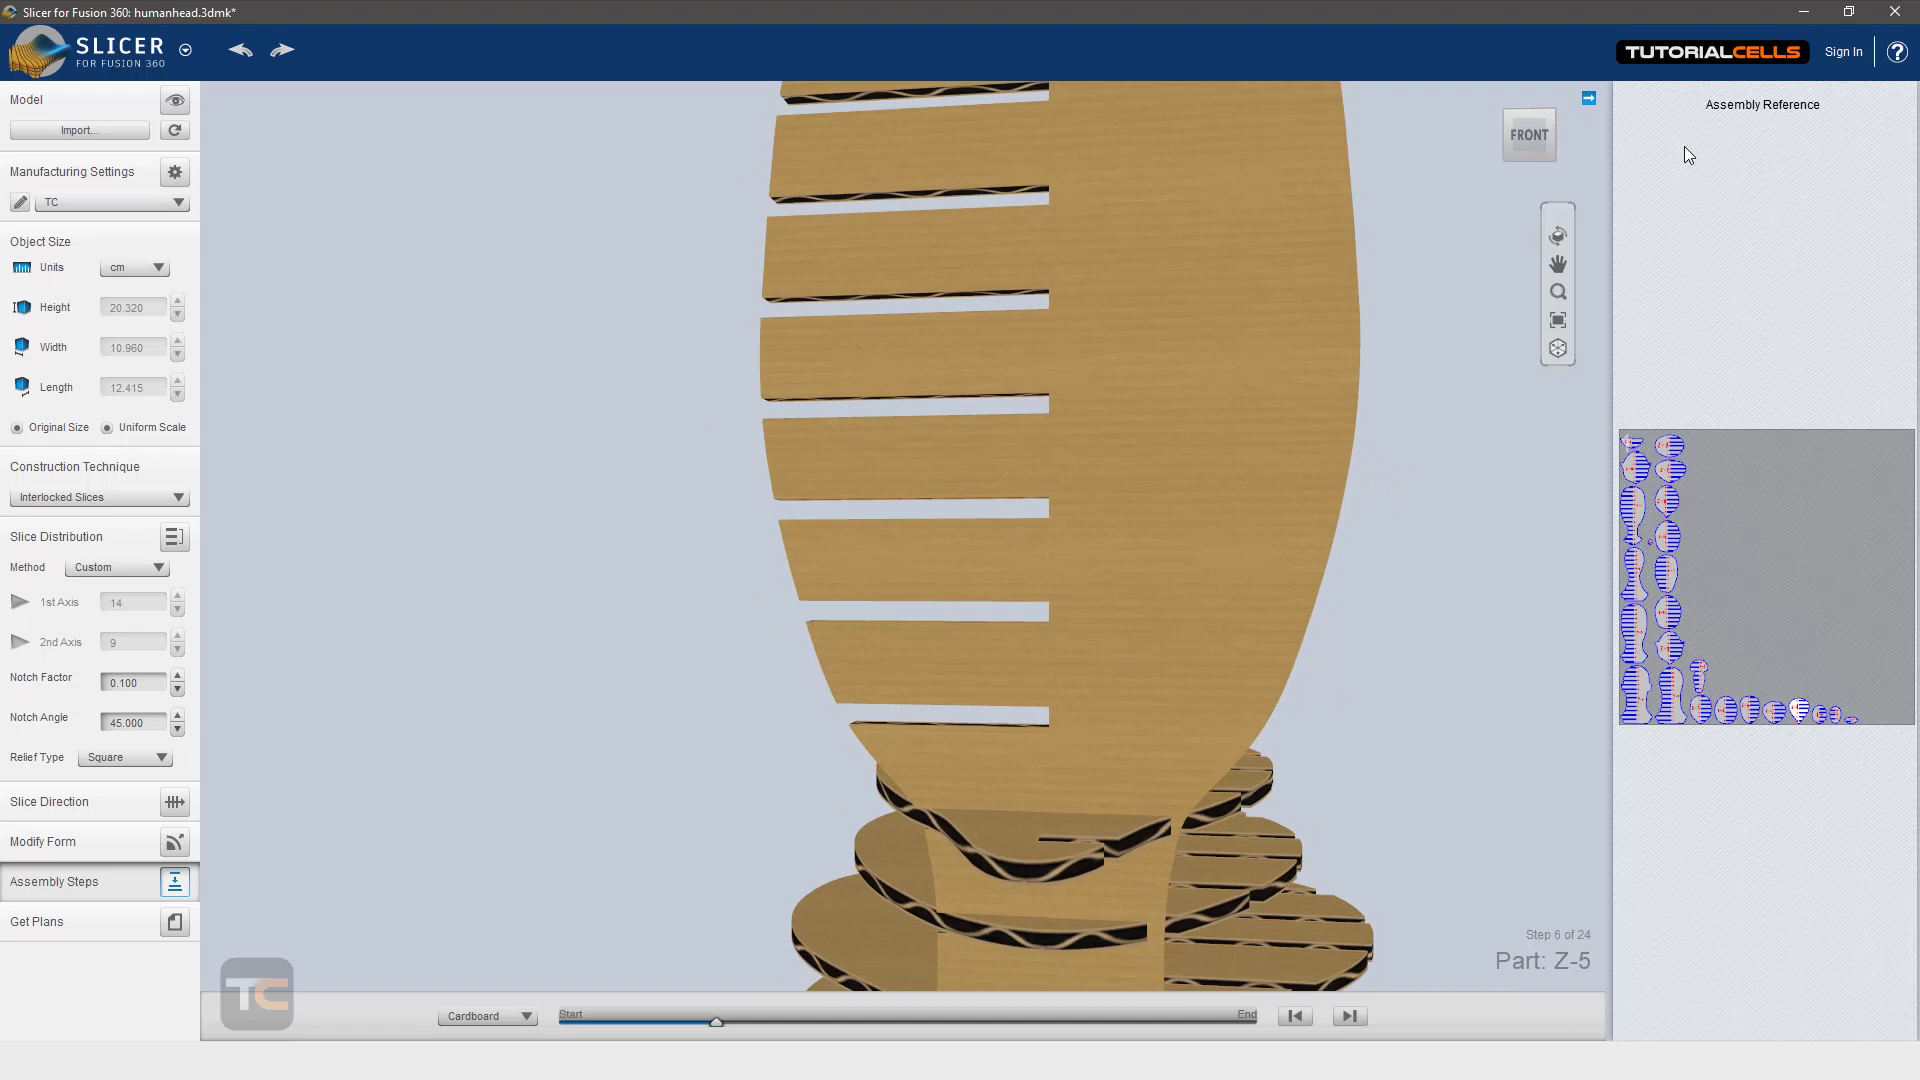 Slicer for Fusion 360: humanhead.3dmk*
SLICER
FOR FUSION 360
TUTORIALCELLS
Sign In
?
Model
Import...
Manufacturing Settings
TC
Object Size
Units
cm
Height
20.320
Width
10.960
Length
12.415
Original Size
Uniform Scale
Construction Technique
Interlocked Slices
Slice Distribution
Method
Custom
1st Axis
14
2nd Axis
9
Notch Factor
0.100
Notch Angle
45.000
Relief Type
Square
Slice Direction
Modify Form
Assembly Steps
Get Plans
FRONT
Assembly Reference
Step 6 of 24
Part: Z-5
TC
Cardboard
Start
End